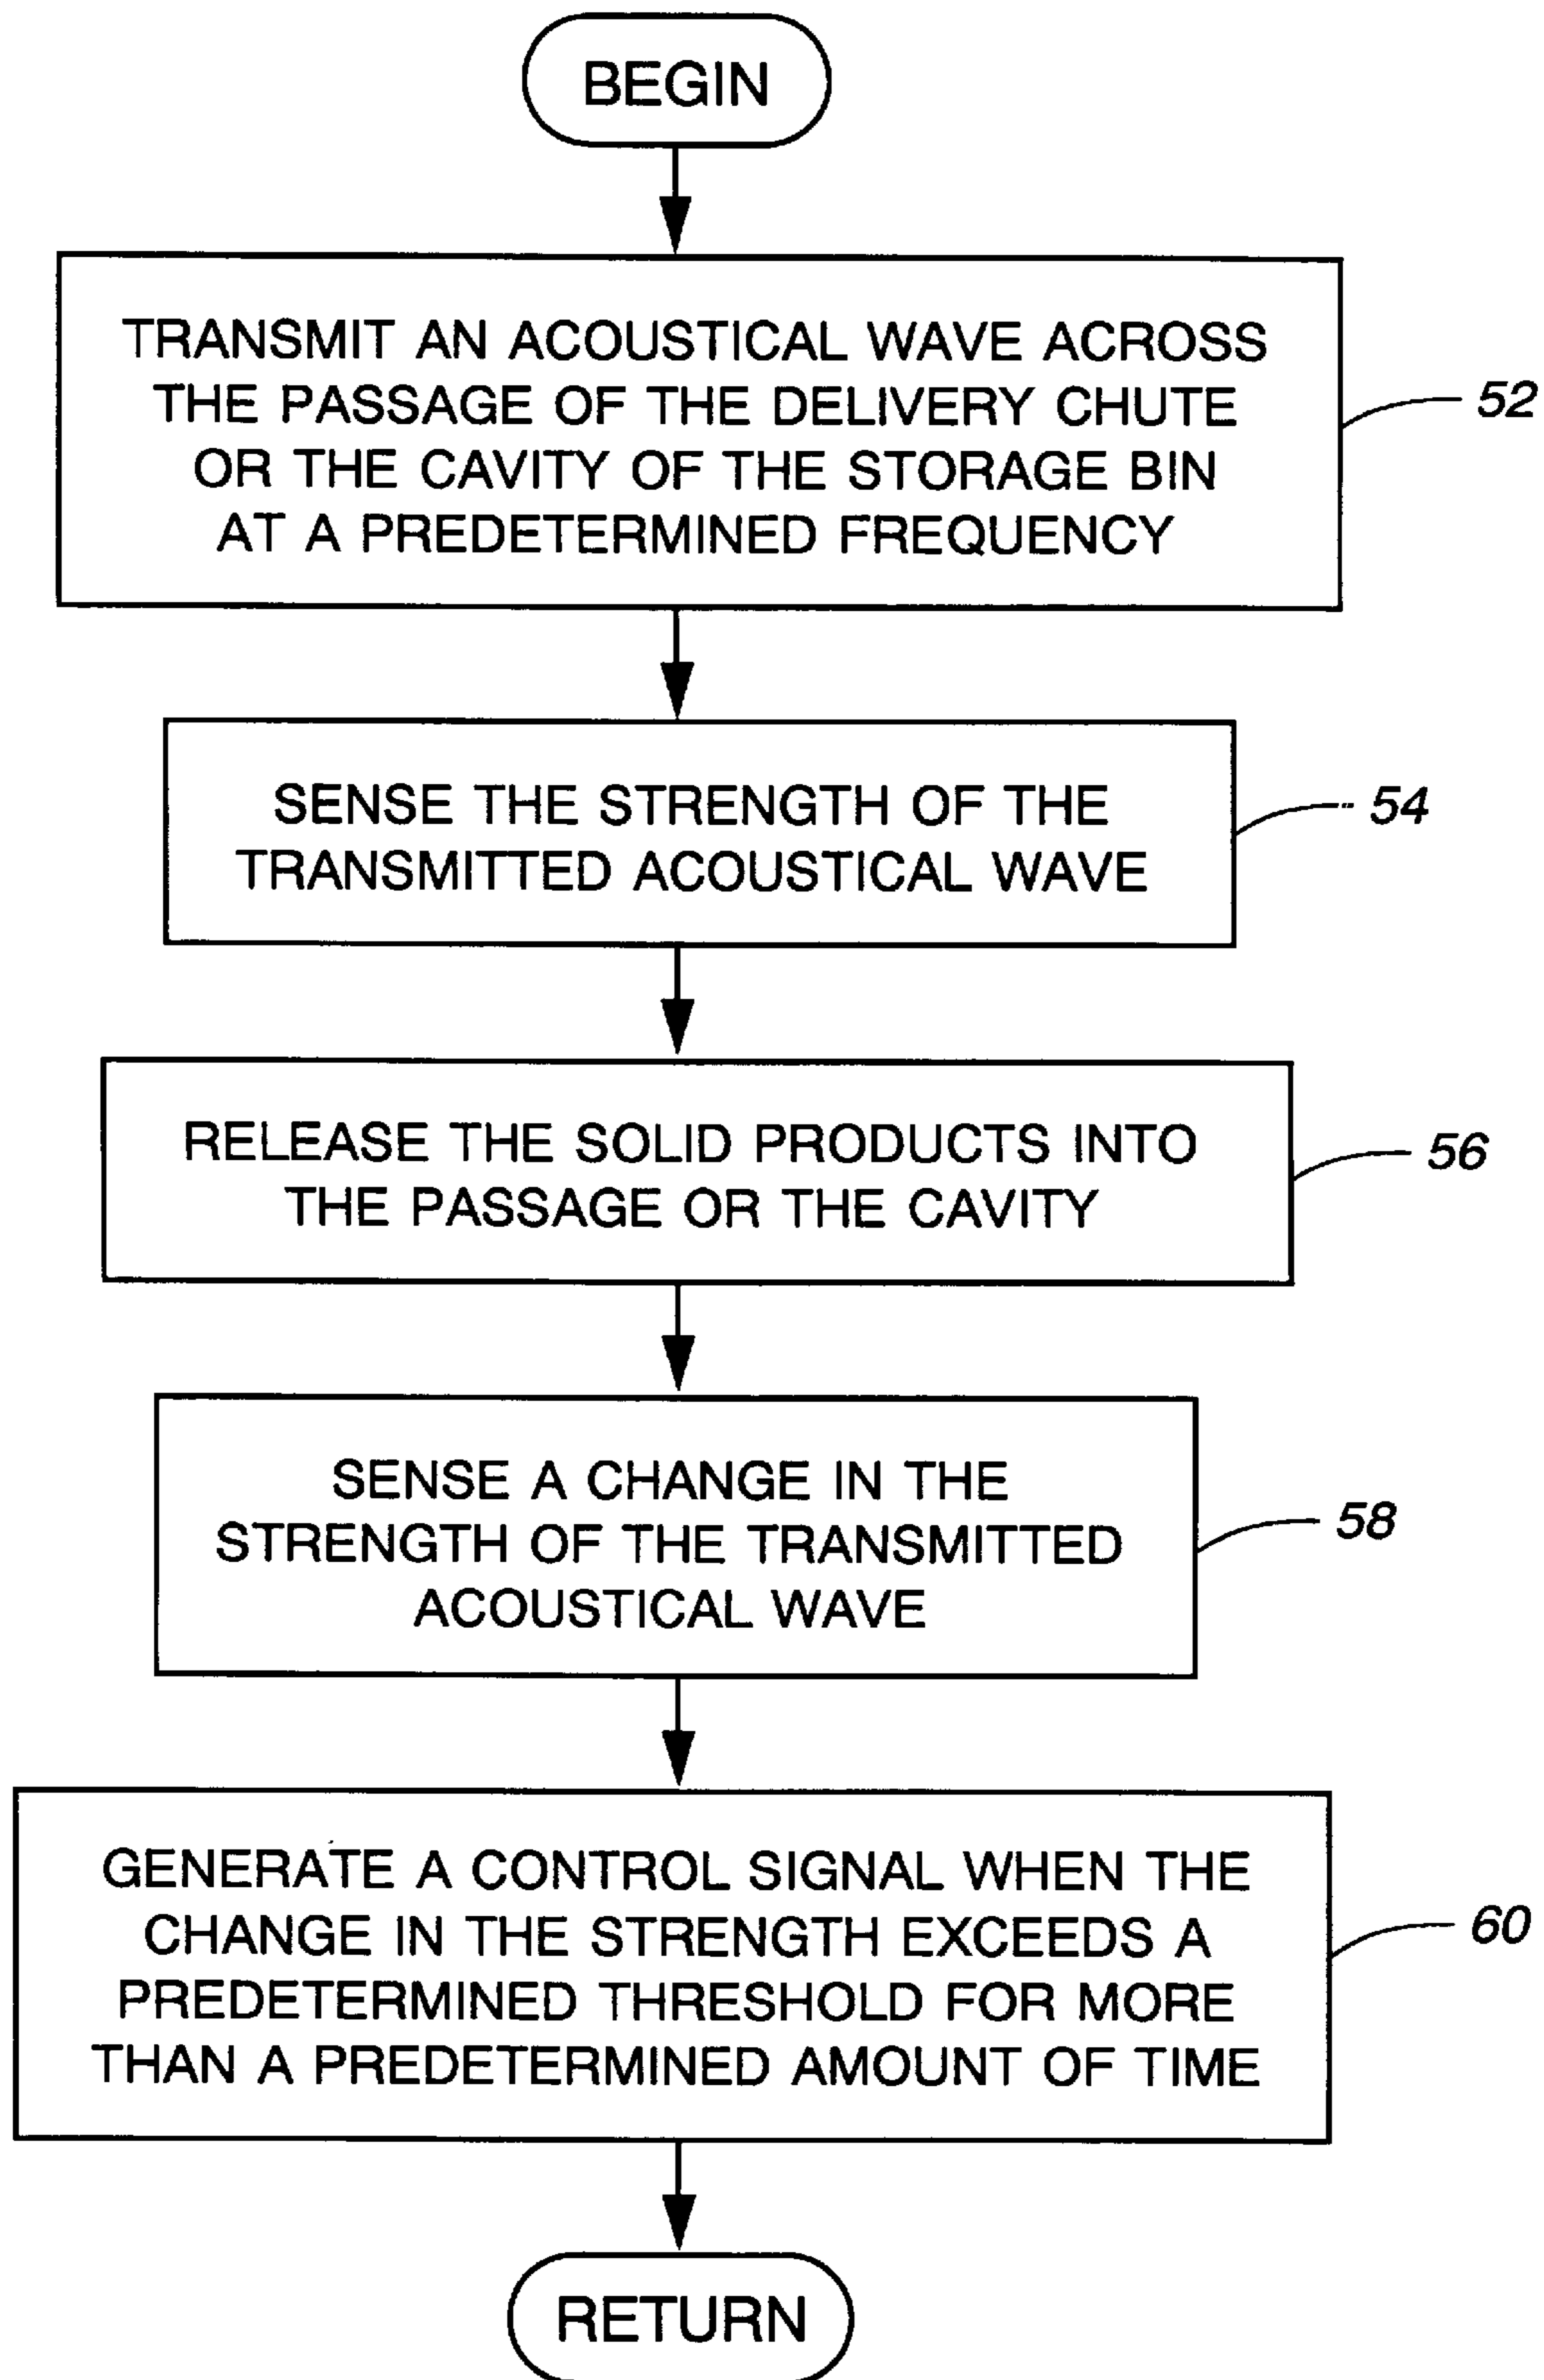 BEGIN
TRANSMIT AN ACOUSTICAL WAVE ACROSS
THE PASSAGE OF THE DELIVERY CHUTE
OR THE CAVITY OF THE STORAGE BIN
AT A PREDETERMINED FREQUENCY
52
SENSE THE STRENGTH OF THE
TRANSMITTED ACOUSTICAL WAVE
54
RELEASE THE SOLID PRODUCTS INTO
THE PASSAGE OR THE CAVITY
56
SENSE A CHANGE IN THE
STRENGTH OF THE TRANSMITTED
ACOUSTICAL WAVE
58
GENERATE A CONTROL SIGNAL WHEN THE
CHANGE IN THE STRENGTH EXCEEDS A
PREDETERMINED THRESHOLD FOR MORE
THAN A PREDETERMINED AMOUNT OF TIME
60
RETURN